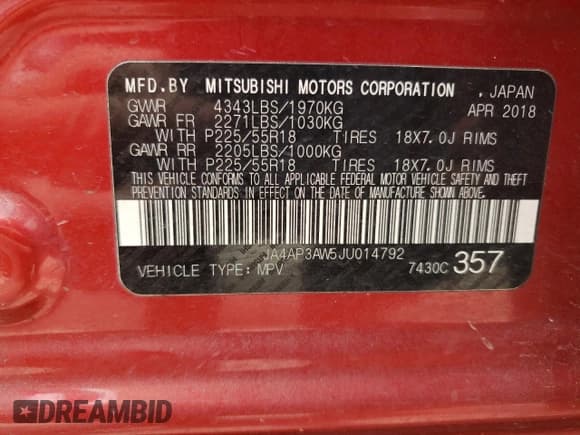 MFD.BY MITSUBISHI MOTORS CORPORATION , JAPAN
GVWR 4343LBS/1970KG APR 2018
GAWR FR 2271LBS/1030KG
WITH P225/55R18 TIRES 18X7.0J RIMS
GAWR RR 2205LBS/1000KG
WITH P225/55R18 TIRES 18X7.0J RIMS
THIS VEHICLE CONFORMS TO ALL APPLICABLE FEDERAL MOTOR VEHICLE SAFETY AND THEFT
PREVENTION STANDARDS IN EFFECT ON THE DATE OF MANUFACTURE SHOWN ABOVE.
JA4AP3AW5JU014792
VEHICLE TYPE:MPV 7430C 357
DREAMBID